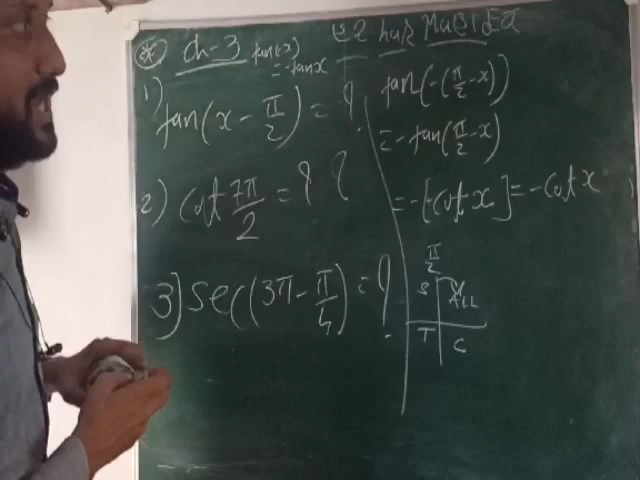 ch-3 tan(-x)
= -tanx
1) tan(x - π/2) = ?
2) Cot 7π/2 = ? ?
3) Sec(3π - π/4) = ?
tan(-(π/2 - x))
= -tan(π/2 - x)
= -[Cot x] = -Cot x
π/2
S ALL
T C